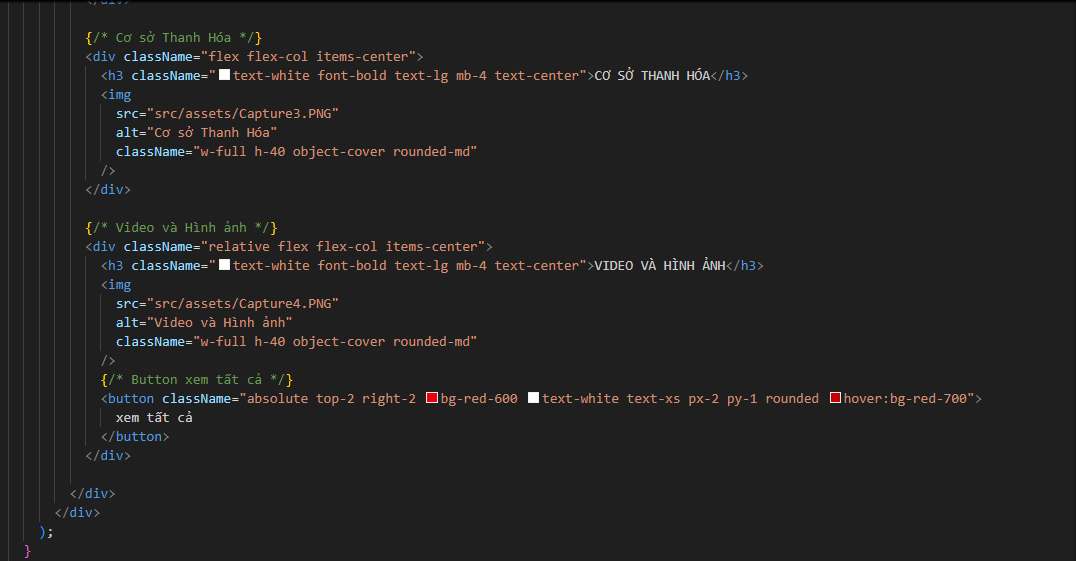 </div>
{/* Cơ sở Thanh Hóa */}
<div className="flex flex-col items-center">
<h3 className="text-white font-bold text-lg mb-4 text-center">CƠ SỞ THANH HÓA</h3>
<img
src="src/assets/Capture3.PNG"
alt="Cơ sở Thanh Hóa"
className="w-full h-40 object-cover rounded-md"
/>
</div>
{/* Video và Hình ảnh */}
<div className="relative flex flex-col items-center">
<h3 className="text-white font-bold text-lg mb-4 text-center">VIDEO VÀ HÌNH ẢNH</h3>
<img
src="src/assets/Capture4.PNG"
alt="Video và Hình ảnh"
className="w-full h-40 object-cover rounded-md"
/>
{/* Button xem tất cả */}
<button className="absolute top-2 right-2 bg-red-600 text-white text-xs px-2 py-1 rounded hover:bg-red-700">
xem tất cả
</button>
</div>
</div>
</div>
);
}